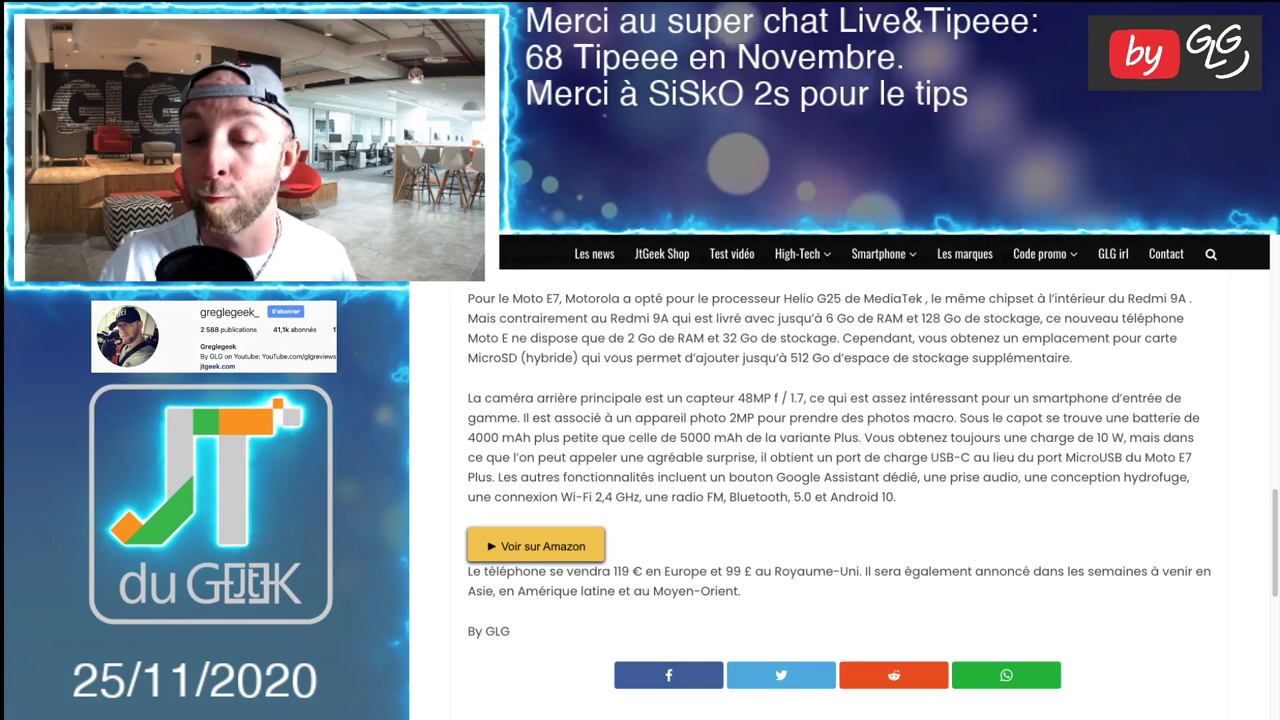 Merci au super chat Live&Tipeee:
68 Tipeee en Novembre.
Merci à SiSkO 2s pour le tips
by GLG
GLG
Les news JtGeek Shop Test vidéo High-Tech Smartphone Les marques Code promo GLG irl Contact
greglegeek_ S'abonner
2 588 publications 41,1k abonnés
Greglegeek
By GLG on Youtube: YouTube.com/glgreviews
jtgeek.com
JT
du GEEK
25/11/2020
Pour le Moto E7, Motorola a opté pour le processeur Helio G25 de MediaTek , le même chipset à l'intérieur du Redmi 9A .
Mais contrairement au Redmi 9A qui est livré avec jusqu'à 6 Go de RAM et 128 Go de stockage, ce nouveau téléphone
Moto E ne dispose que de 2 Go de RAM et 32 Go de stockage. Cependant, vous obtenez un emplacement pour carte
MicroSD (hybride) qui vous permet d'ajouter jusqu'à 512 Go d'espace de stockage supplémentaire.
La caméra arrière principale est un capteur 48MP f / 1.7, ce qui est assez intéressant pour un smartphone d'entrée de
gamme. Il est associé à un appareil photo 2MP pour prendre des photos macro. Sous le capot se trouve une batterie de
4000 mAh plus petite que celle de 5000 mAh de la variante Plus. Vous obtenez toujours une charge de 10 W, mais dans
ce que l'on peut appeler une agréable surprise, il obtient un port de charge USB-C au lieu du port MicroUSB du Moto E7
Plus. Les autres fonctionnalités incluent un bouton Google Assistant dédié, une prise audio, une conception hydrofuge,
une connexion Wi-Fi 2,4 GHz, une radio FM, Bluetooth, 5.0 et Android 10.
► Voir sur Amazon
Le téléphone se vendra 119 € en Europe et 99 £ au Royaume-Uni. Il sera également annoncé dans les semaines à venir en
Asie, en Amérique latine et au Moyen-Orient.
By GLG